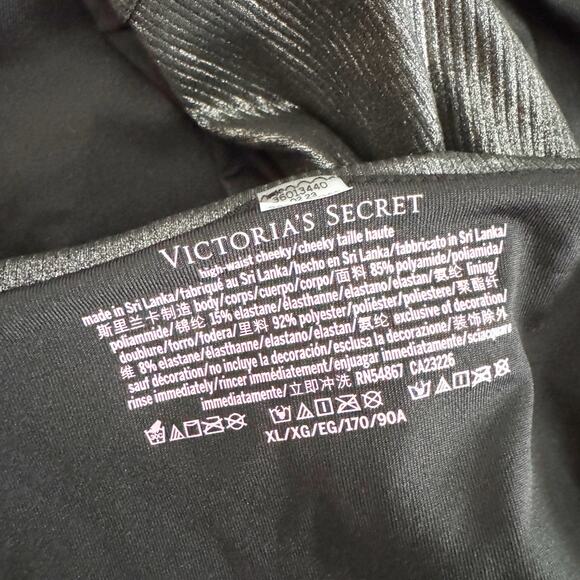 36013440
02 23
VICTORIA'S SECRET
high-waist cheeky/cheeky taille haute
made in Sri Lanka/fabriqué au Sri Lanka/hecho en Sri Lanka/fabbricato in Sri Lanka/
斯里兰卡制造 body/corps/cuerpo/corpo/面料 85% polyamide/poliamida/
poliammide/锦纶 15% elastane/élasthanne/elastano/elastan/氨纶 lining/
doublure/torro/fodera/里料 92% polyester/poliéster/poliestere/聚酯纤
维 8% elastane/élasthanne/elastano/elastan/氨纶 exclusive of decoration/
sauf décoration/no incluye la decoración/esclusa la decorazione/装饰除外
rinse immediately/rincer immédiatement/enjuagar immediatamente/sciacquare
immediatamente/立即冲洗 RN54867 CA23226
XL/XG/EG/170/90A